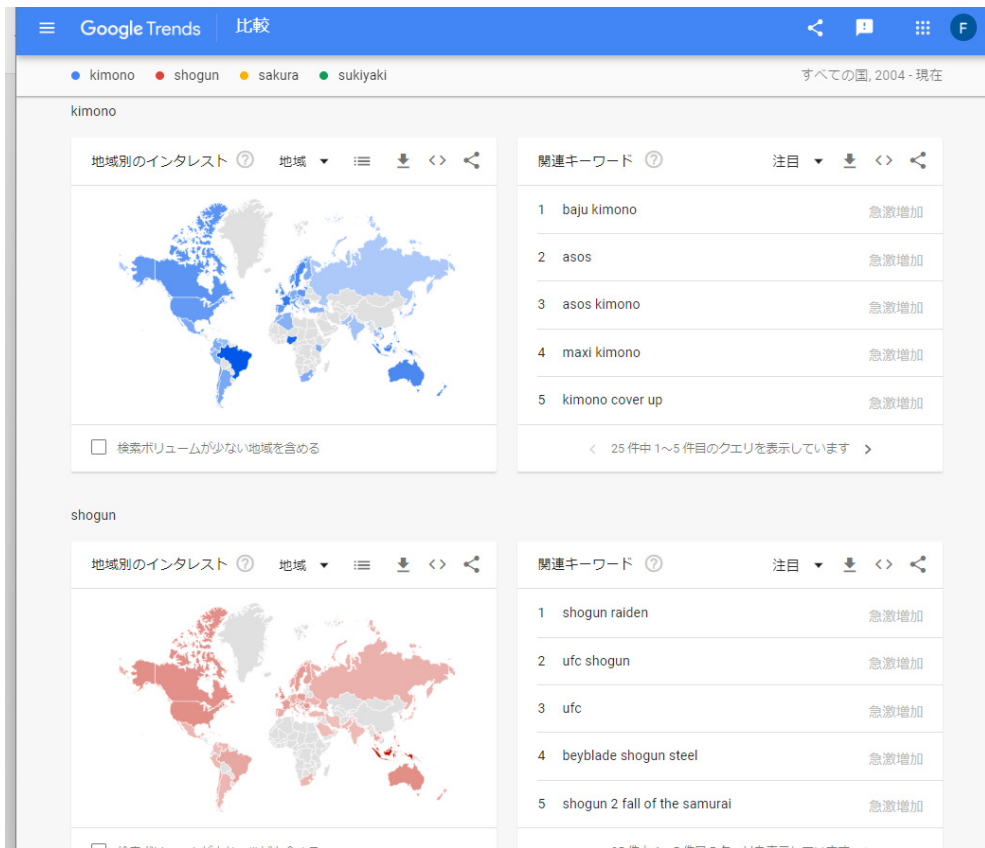 Google Trends 比較
F
kimono shogun sakura sukiyaki すべての国, 2004 - 現在
kimono
地域別のインタレスト ? 地域
関連キーワード ? 注目
1 baju kimono 急激増加
2 asos 急激増加
3 asos kimono 急激増加
4 maxi kimono 急激増加
5 kimono cover up 急激増加
検索ボリュームが少ない地域を含める
25 件中 1~5 件目のクエリを表示しています
shogun
地域別のインタレスト ? 地域
関連キーワード ? 注目
1 shogun raiden 急激増加
2 ufc shogun 急激増加
3 ufc 急激増加
4 beyblade shogun steel 急激増加
5 shogun 2 fall of the samurai 急激増加